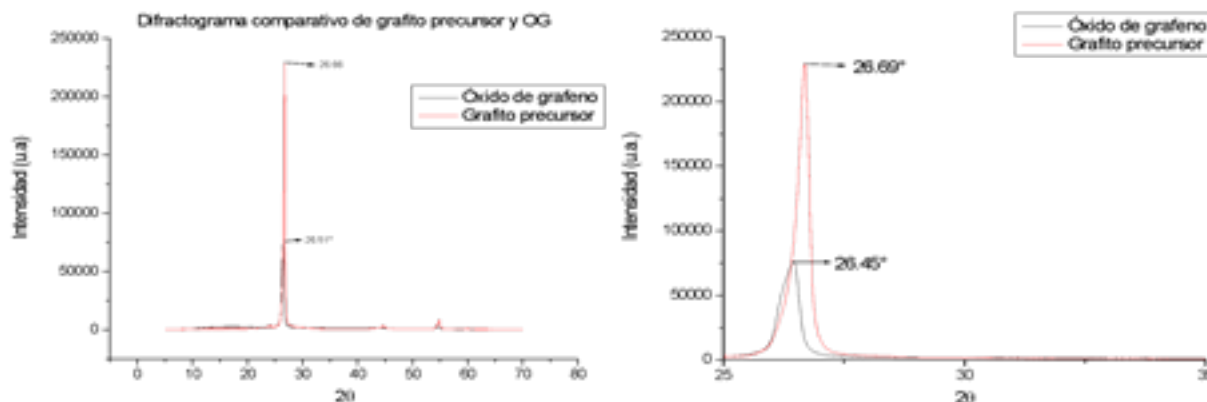 Difractograma comparativo de grafito precursor y OG
250000
200000
150000
100000
50000
0
Intensidad (u.a)
Óxido de grafeno
Grafito precursor
0 10 20 30 40 50 60 70 80
2θ
250000
200000
150000
100000
50000
0
Intensidad (u.a.)
Óxido de grafeno
Grafito precursor
26.69°
26.45°
25 30
2θ